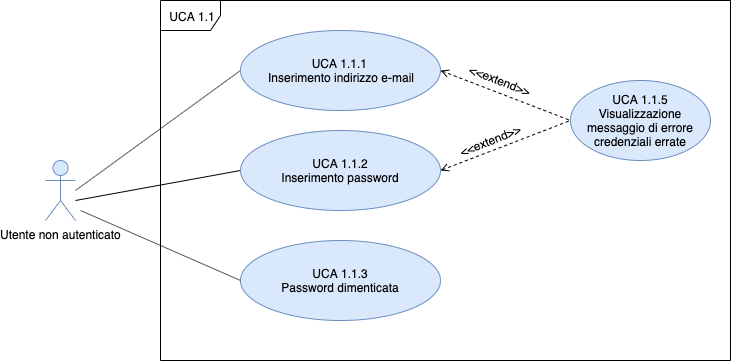 UCA 1.1
UCA 1.1.1
Inserimento indirizzo e-mail
<<extend>>
UCA 1.1.5
Visualizzazione
messaggio di errore
credenziali errate
<<extend>>
UCA 1.1.2
Inserimento password
Utente non autenticato
UCA 1.1.3
Password dimenticata